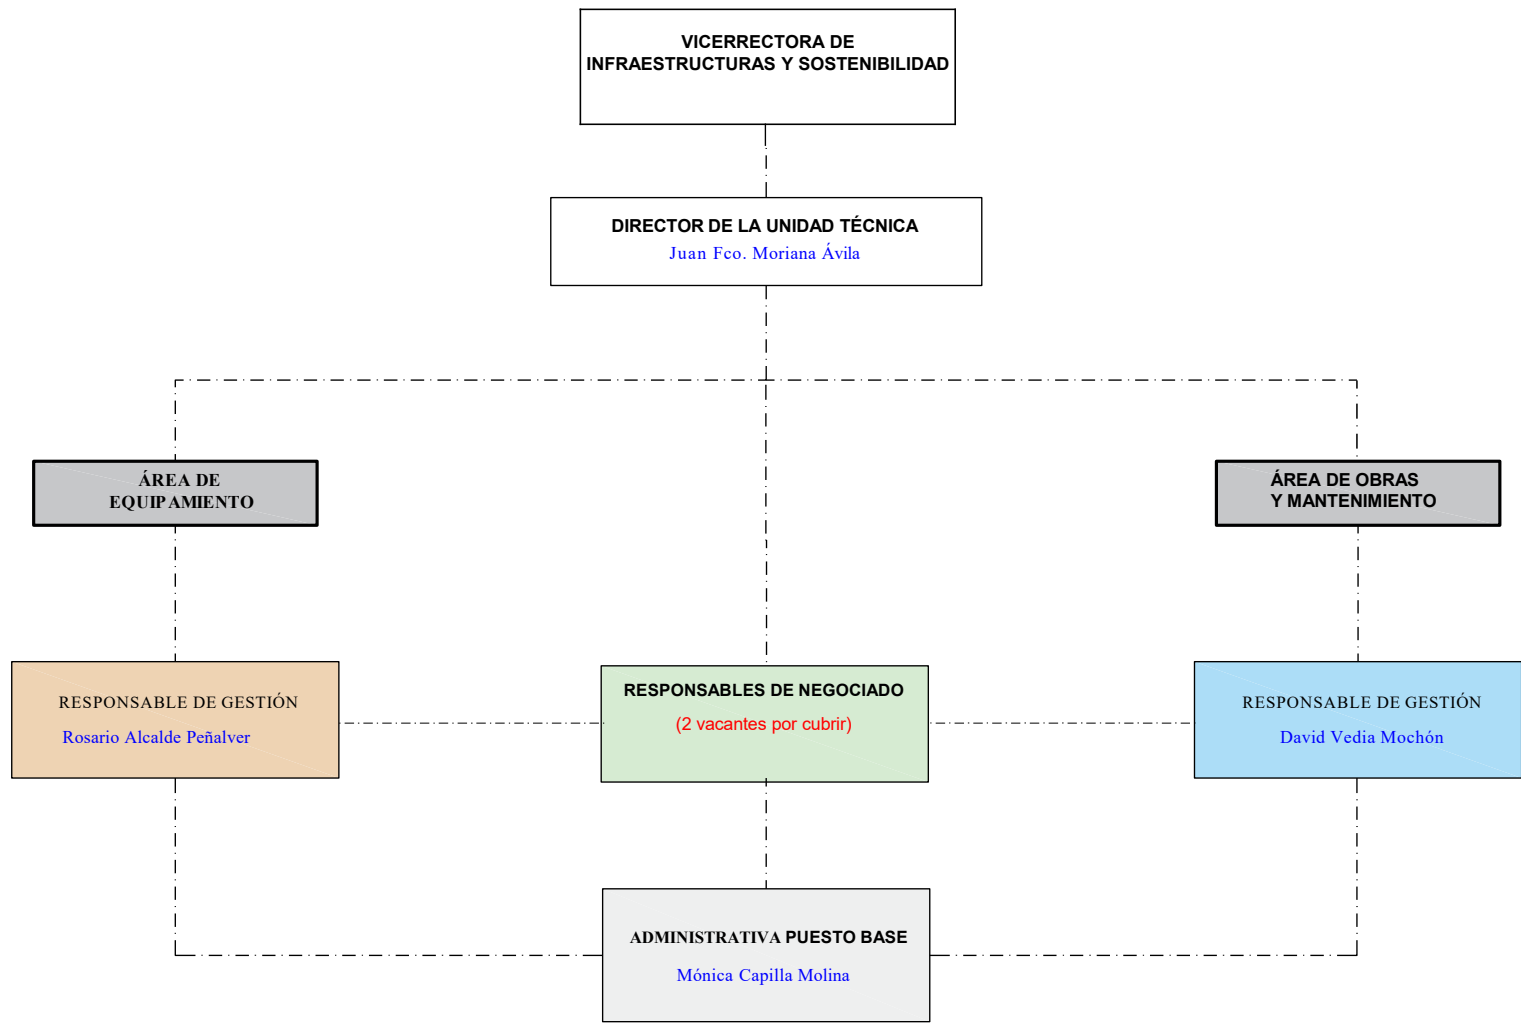 VICERRECTORA DE
INFRAESTRUCTURAS Y SOSTENIBILIDAD
DIRECTOR DE LA UNIDAD TÉCNICA
Juan Fco. Moriana Ávila
ÁREA DE
EQUIPAMIENTO
ÁREA DE OBRAS
Y MANTENIMIENTO
RESPONSABLE DE GESTIÓN
Rosario Alcalde Peñalver
RESPONSABLES DE NEGOCIADO
(2 vacantes por cubrir)
RESPONSABLE DE GESTIÓN
David Vedia Mochón
ADMINISTRATIVA PUESTO BASE
Mónica Capilla Molina